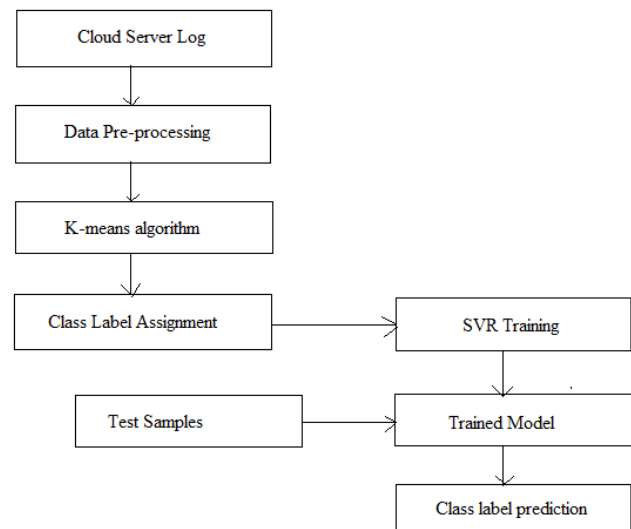 Cloud Server Log
Data Pre-processing
K-means algorithm
Class Label Assignment
SVR Training
Test Samples
Trained Model
Class label prediction